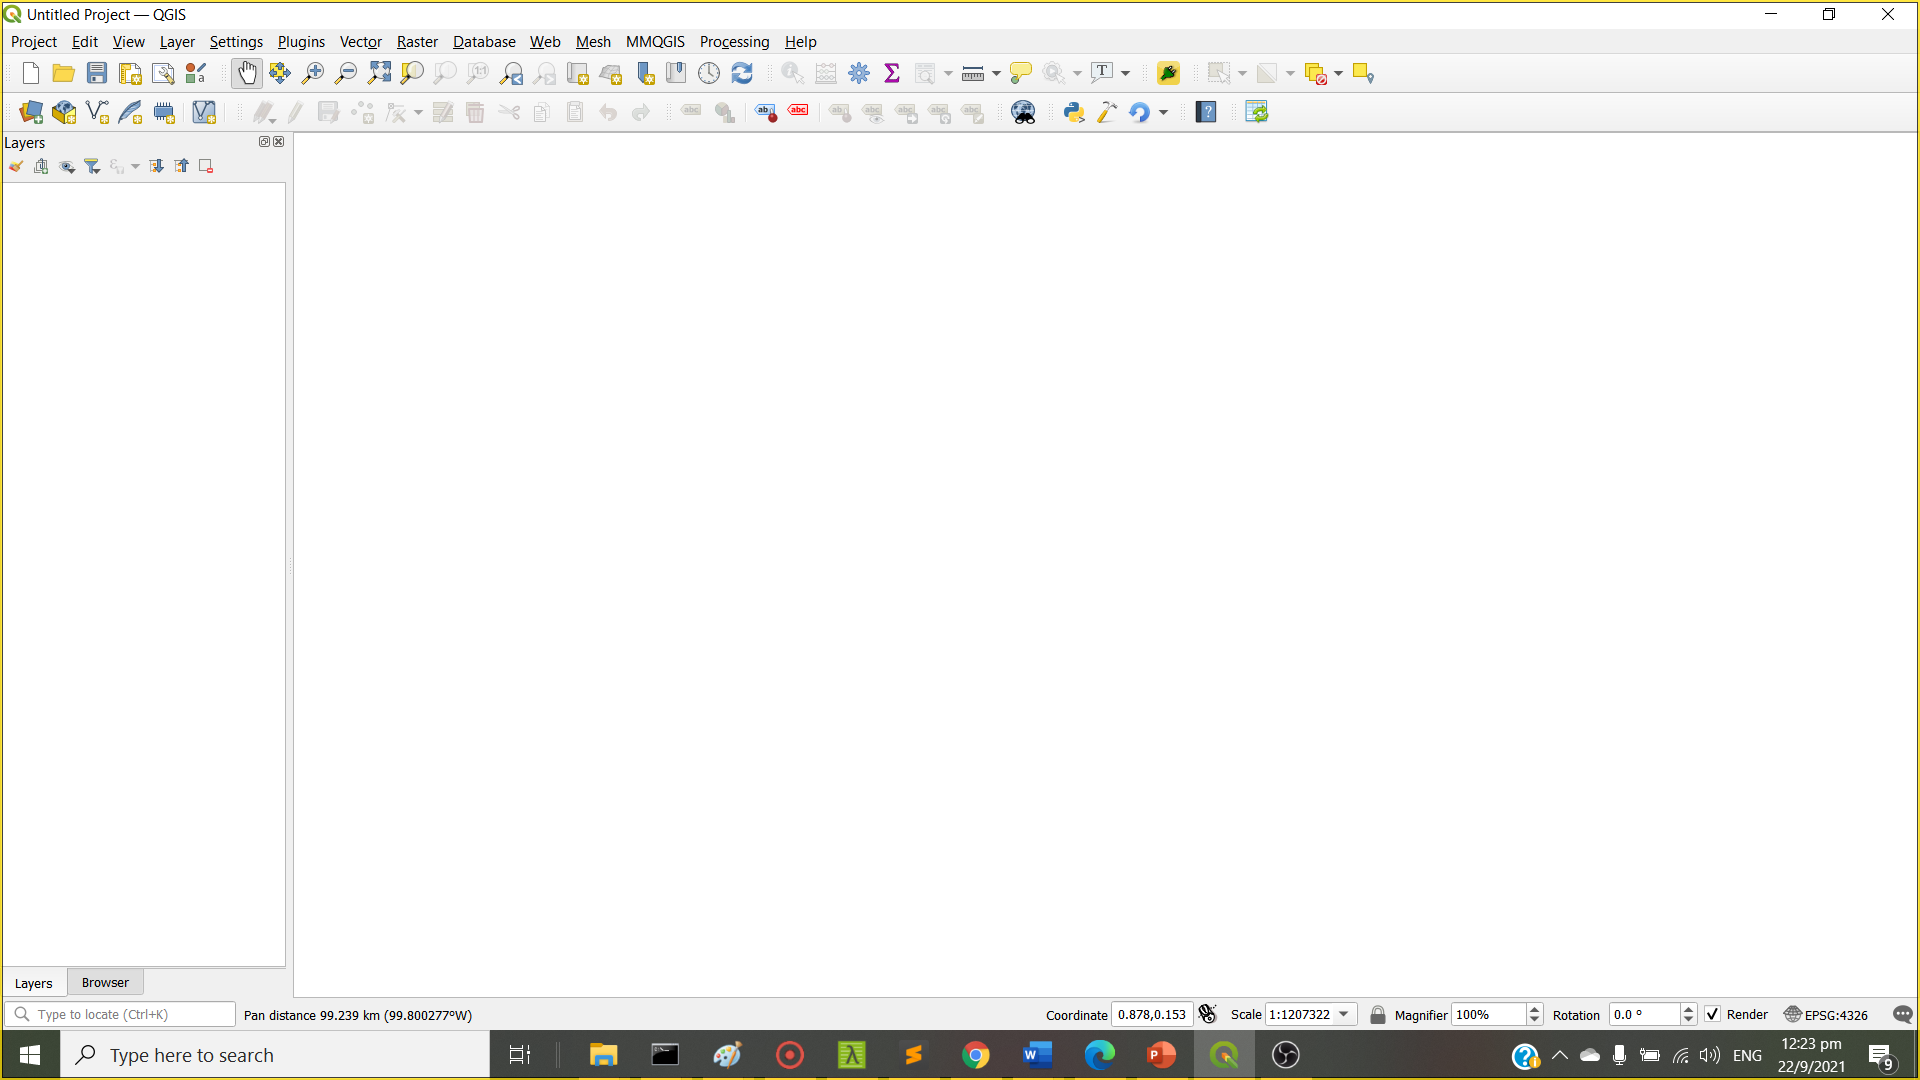 Untitled Project — QGIS
Project Edit View Layer Settings Plugins Vector Raster Database Web Mesh MMQGIS Processing Help
Layers
Layers Browser
Type to locate (Ctrl+K) Pan distance 99.239 km (99.800277°W) Coordinate 0.878,0.153 Scale 1:1207322 Magnifier 100% Rotation 0.0 ° Render EPSG:4326
Type here to search ENG 12:23 pm
22/9/2021 9